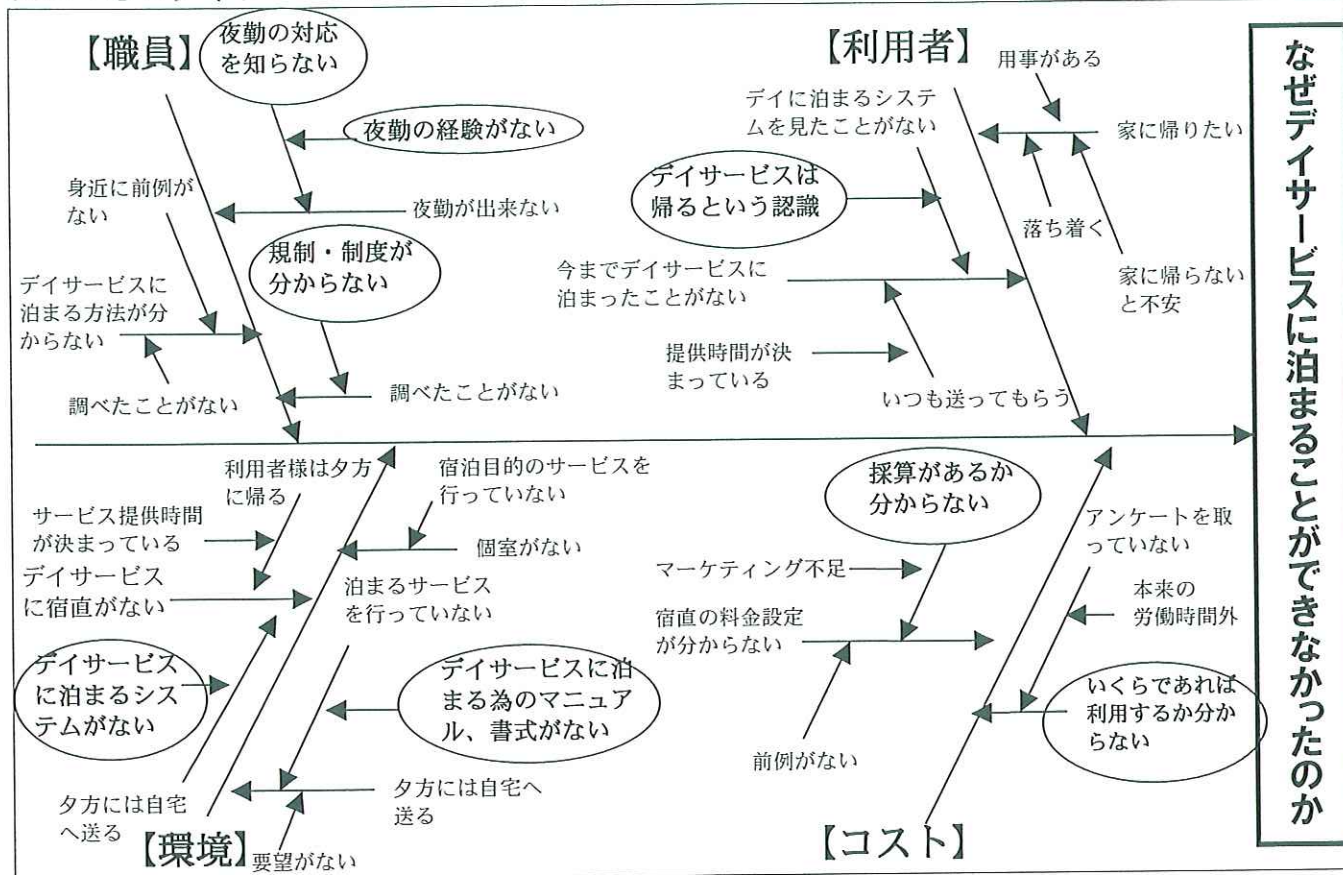 【職員】
夜勤の対応
を知らない
夜勤の経験がない
身近に前例が
ない
夜勤が出来ない
規制・制度が
分からない
デイサービスに
泊まる方法が分
からない
調べたことがない
調べたことがない
【利用者】
用事がある
デイに泊まるシステ
ムを見たことがない
家に帰りたい
デイサービスは
帰るという認識
落ち着く
今までデイサービスに
泊まったことがない
家に帰らない
と不安
提供時間が決
まっている
いつも送ってもらう
なぜデイサービスに泊まることができなかったのか
利用者様は夕方
に帰る
宿泊目的のサービスを
行っていない
サービス提供時間
が決まっている
個室がない
デイサービス
に宿直がない
泊まるサービス
を行っていない
デイサービス
に泊まるシス
テムがない
デイサービスに泊
まる為のマニュア
ル、書式がない
夕方には自宅
へ送る
夕方には自宅へ
送る
【環境】
要望がない
採算があるか
分からない
アンケートを取
っていない
マーケティング不足
本来の
労働時間外
宿直の料金設定
が分からない
いくらであれば
利用するか分か
らない
前例がない
【コスト】